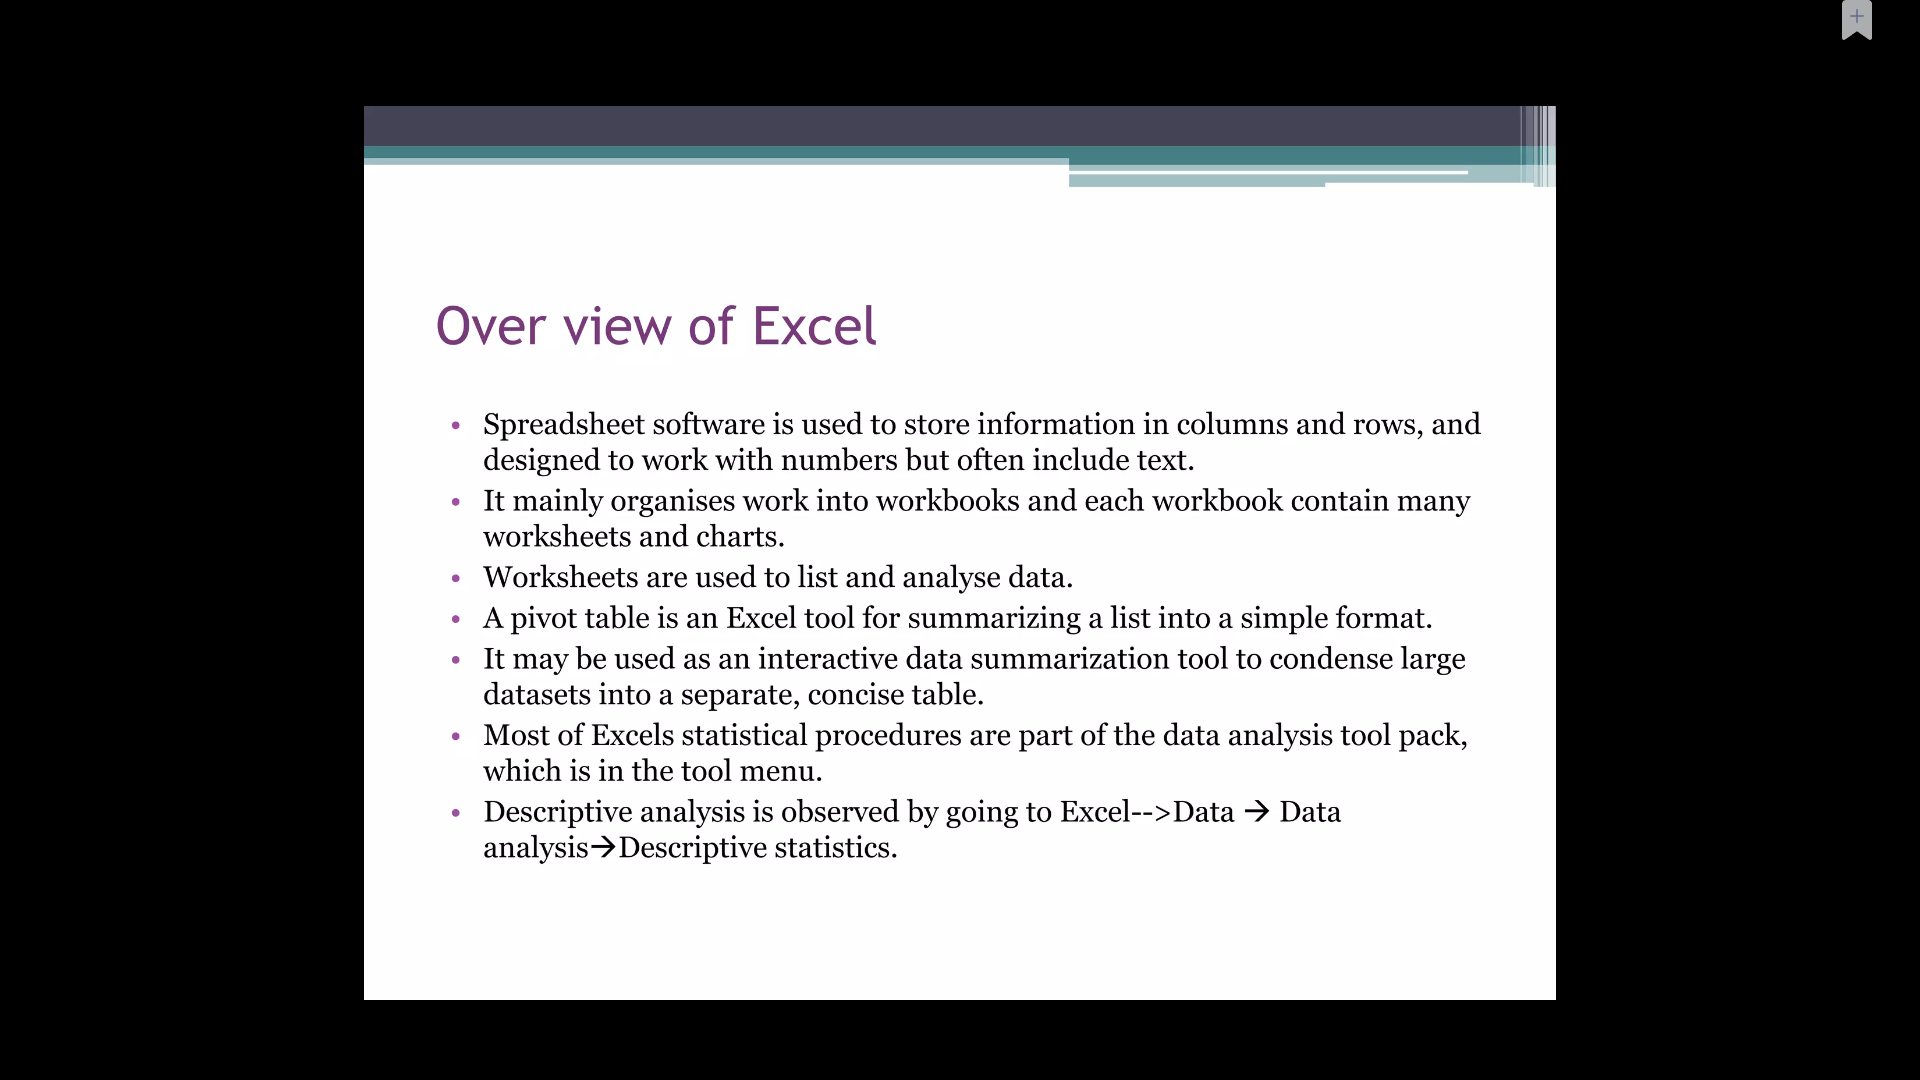 Over view of Excel
• Spreadsheet software is used to store information in columns and rows, and
designed to work with numbers but often include text.
• It mainly organises work into workbooks and each workbook contain many
worksheets and charts.
• Worksheets are used to list and analyse data.
• A pivot table is an Excel tool for summarizing a list into a simple format.
• It may be used as an interactive data summarization tool to condense large
datasets into a separate, concise table.
• Most of Excels statistical procedures are part of the data analysis tool pack,
which is in the tool menu.
• Descriptive analysis is observed by going to Excel-->Data → Data
analysis→Descriptive statistics.